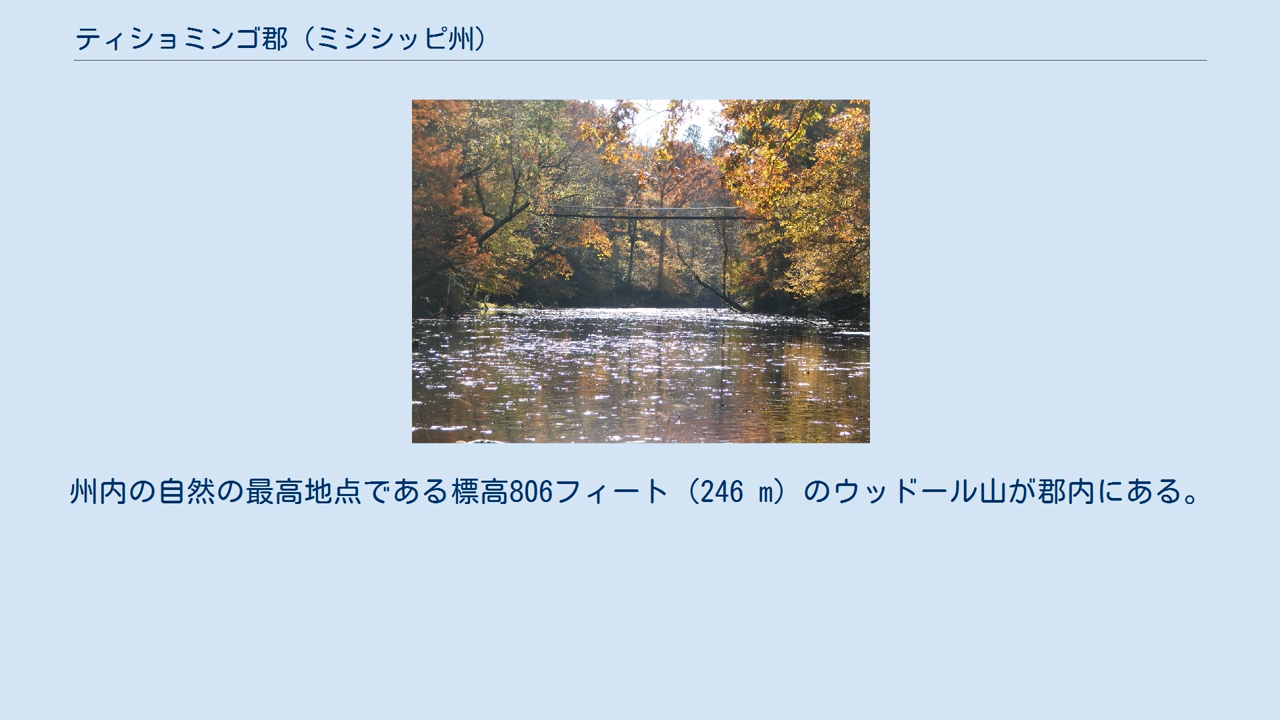 ティショミンゴ郡（ミシシッピ州）
州内の自然の最高地点である標高806フィート（246 m）のウッドール山が郡内にある。